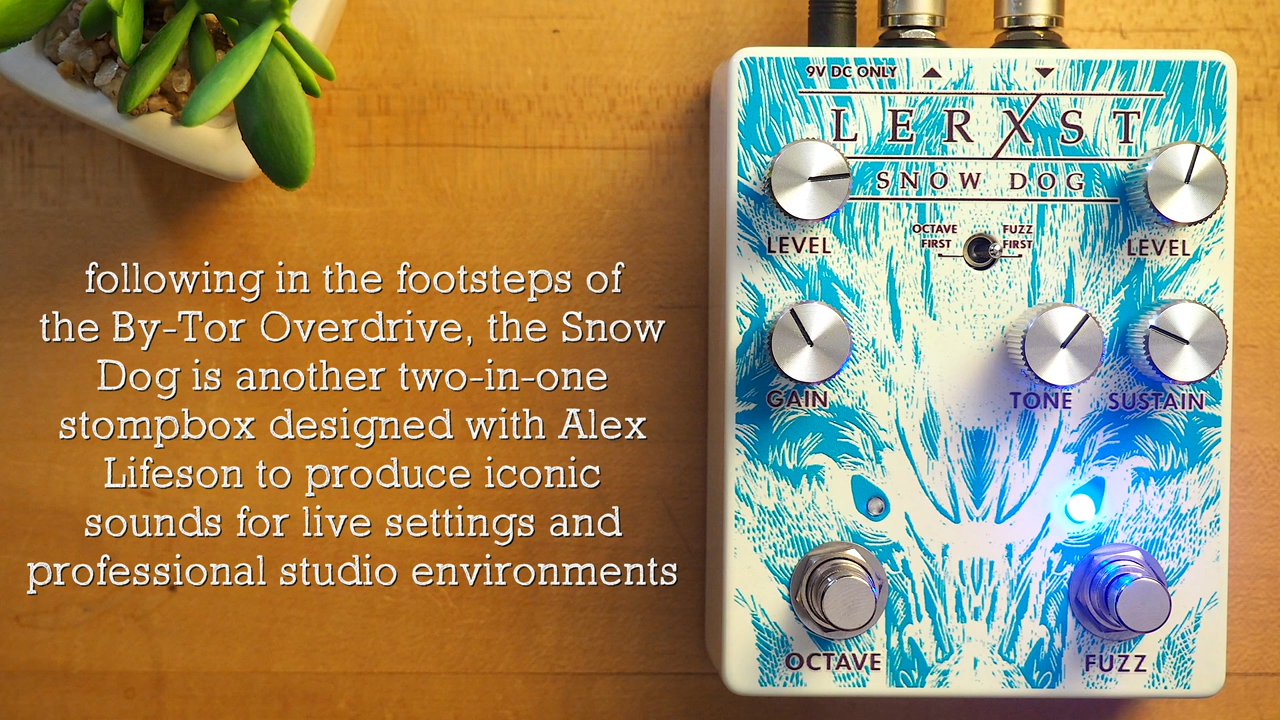 following in the footsteps of
the By-Tor Overdrive, the Snow
Dog is another two-in-one
stompbox designed with Alex
Lifeson to produce iconic
sounds for live settings and
professional studio environments
9V DC ONLY
LERXST
SNOW DOG
OCTAVE FIRST
FUZZ FIRST
LEVEL
LEVEL
GAIN
TONE
SUSTAIN
OCTAVE
FUZZ